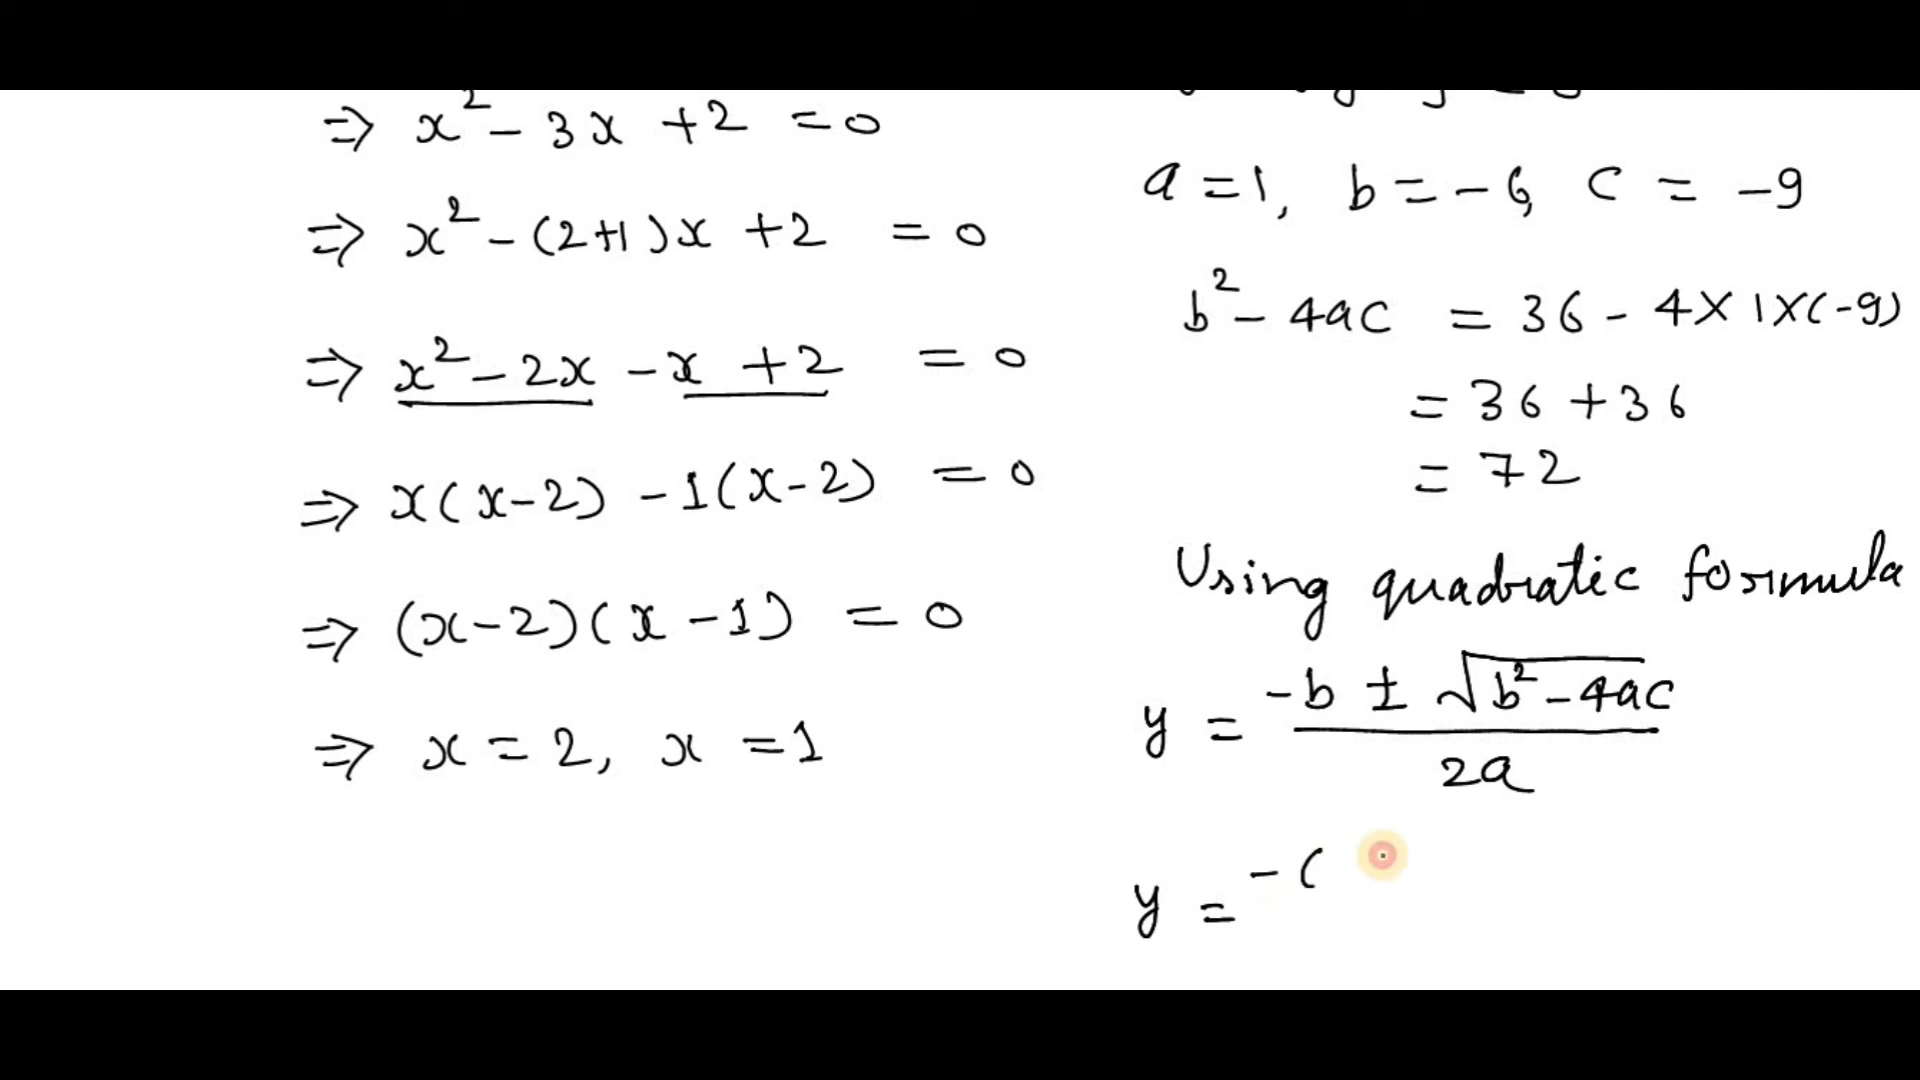 ⇒ x² - 3x + 2 = 0
⇒ x² - (2+1)x + 2 = 0
⇒ x² - 2x - x + 2 = 0
⇒ x(x-2) - 1(x-2) = 0
⇒ (x-2)(x-1) = 0
⇒ x = 2, x = 1
a = 1, b = -6, c = -9
b² - 4ac = 36 - 4×1×(-9)
= 36 + 36
= 72
Using quadratic formula
y = (-b ± √(b² - 4ac)) / 2a
y = -(